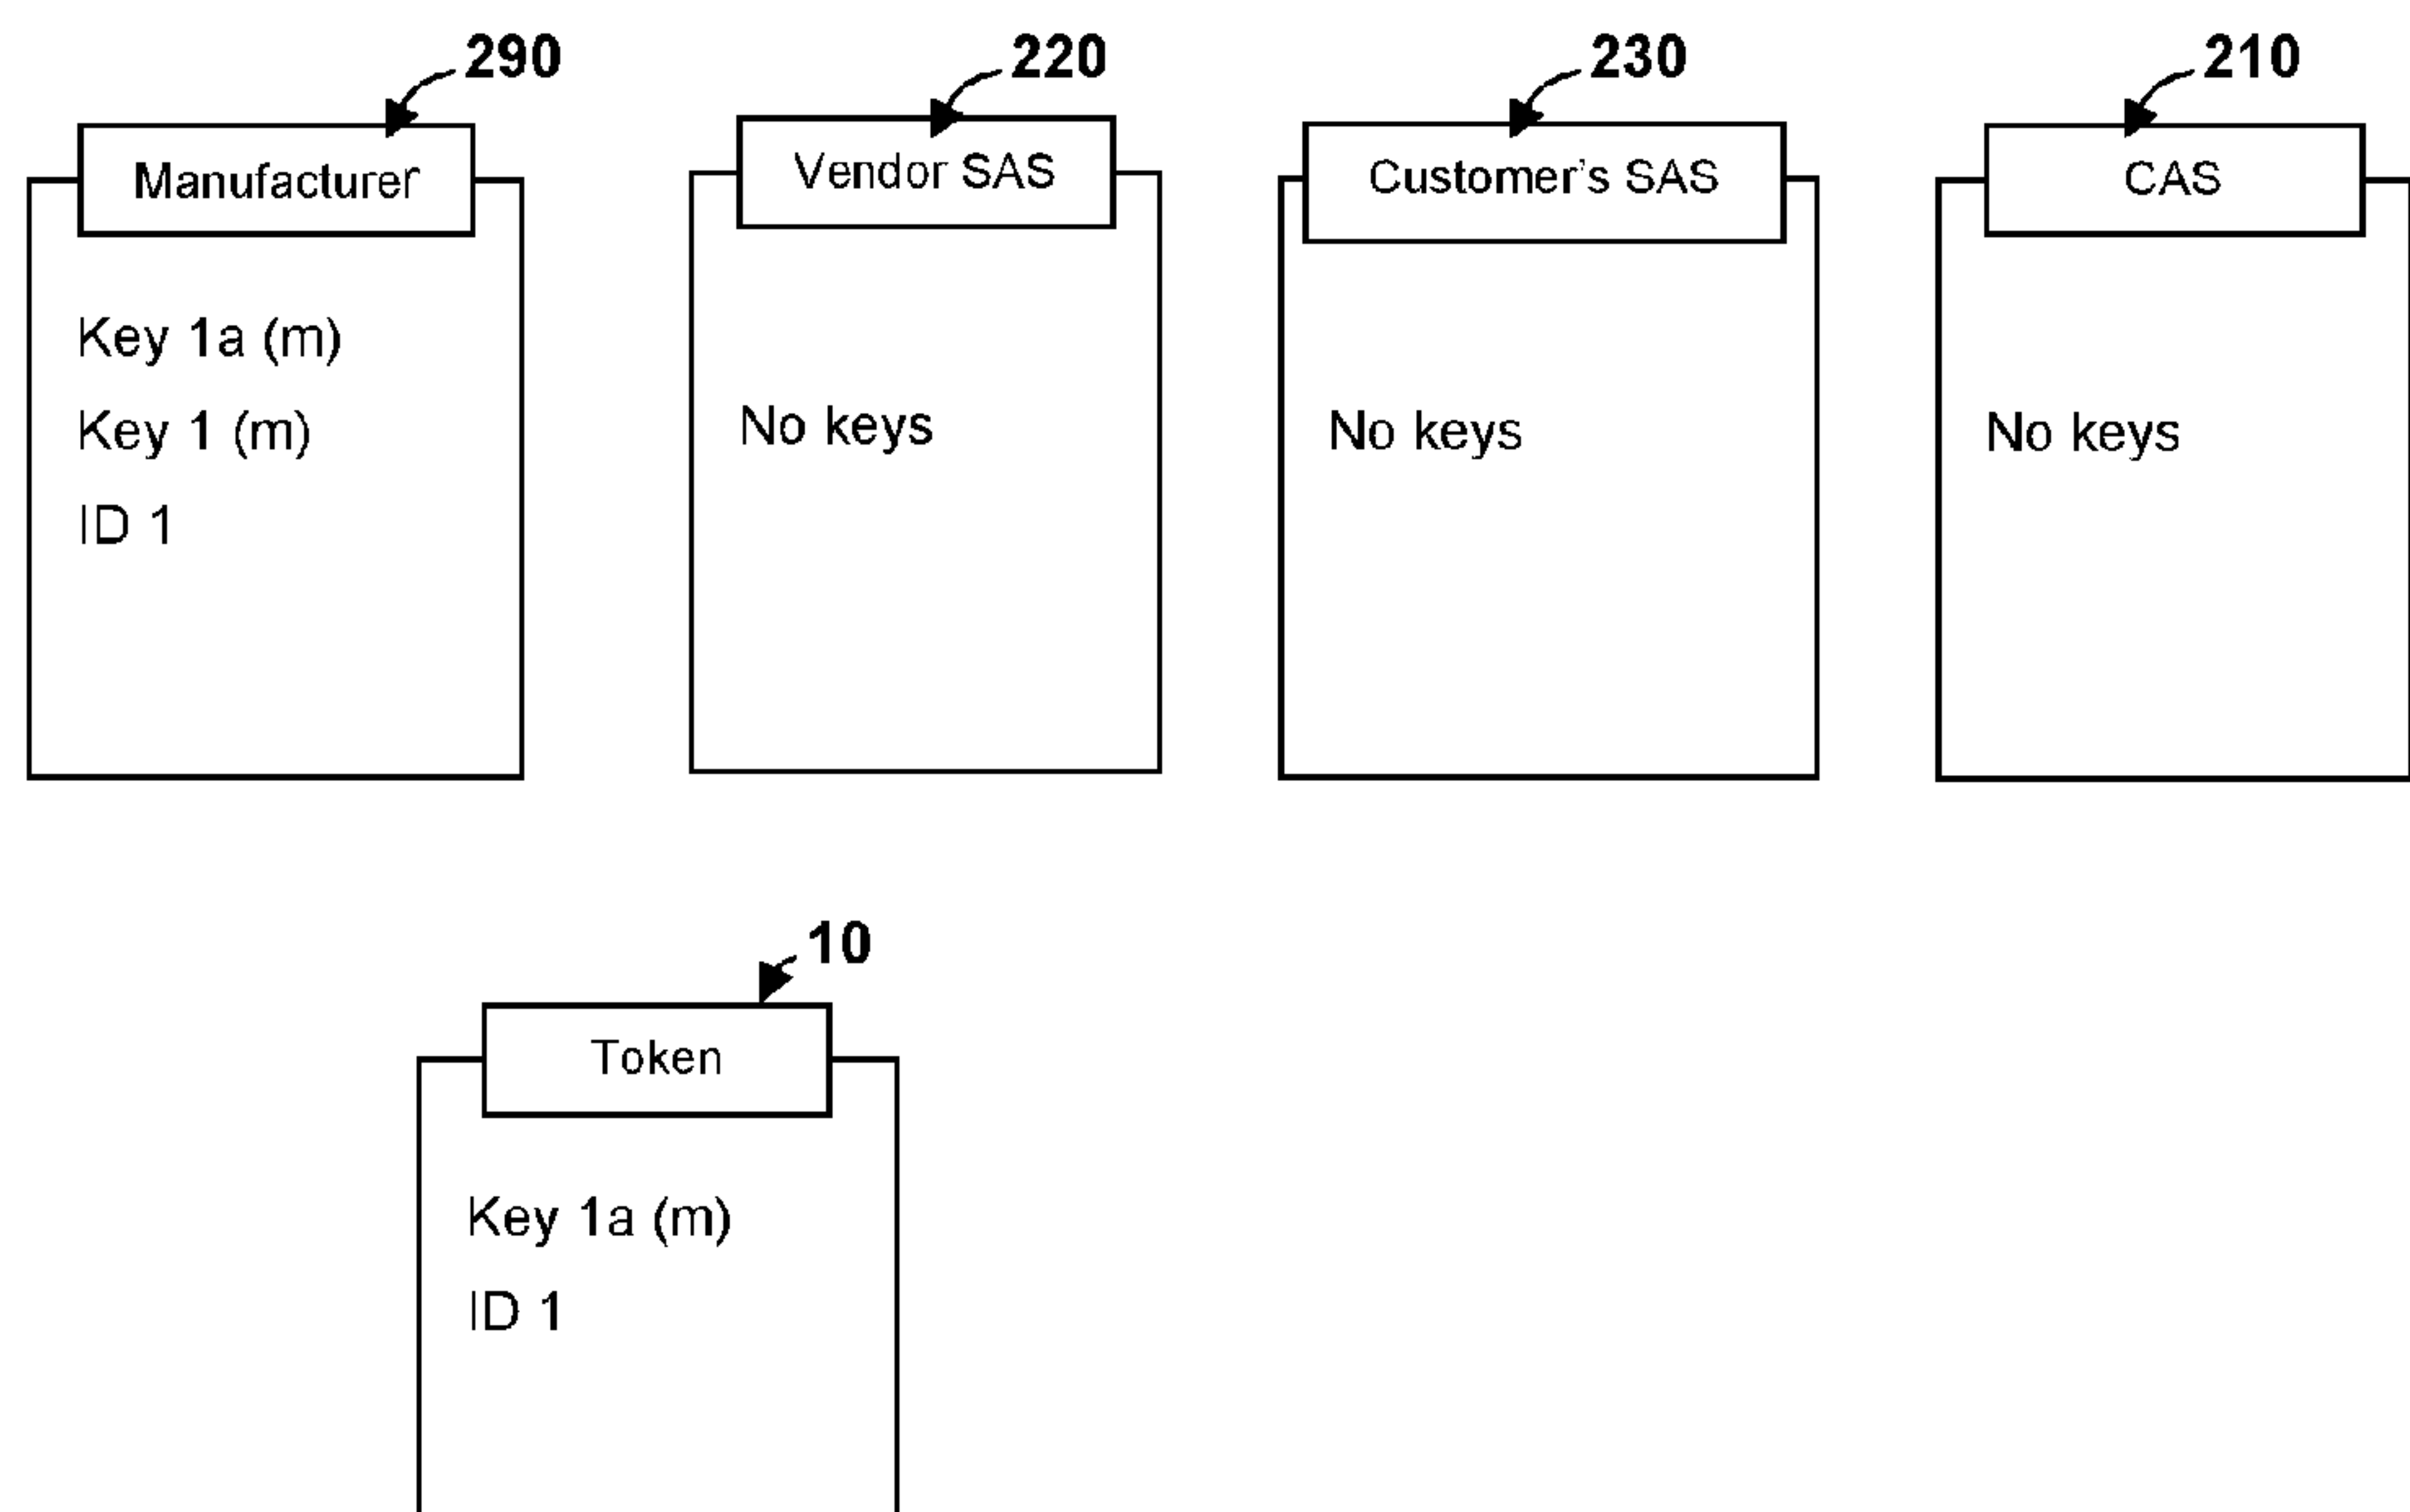 290
220
230
210
Manufacturer
Vendor SAS
Customer's SAS
CAS
Key 1a (m)
Key 1 (m)
ID 1
No keys
No keys
No keys
10
Token
Key 1a (m)
ID 1